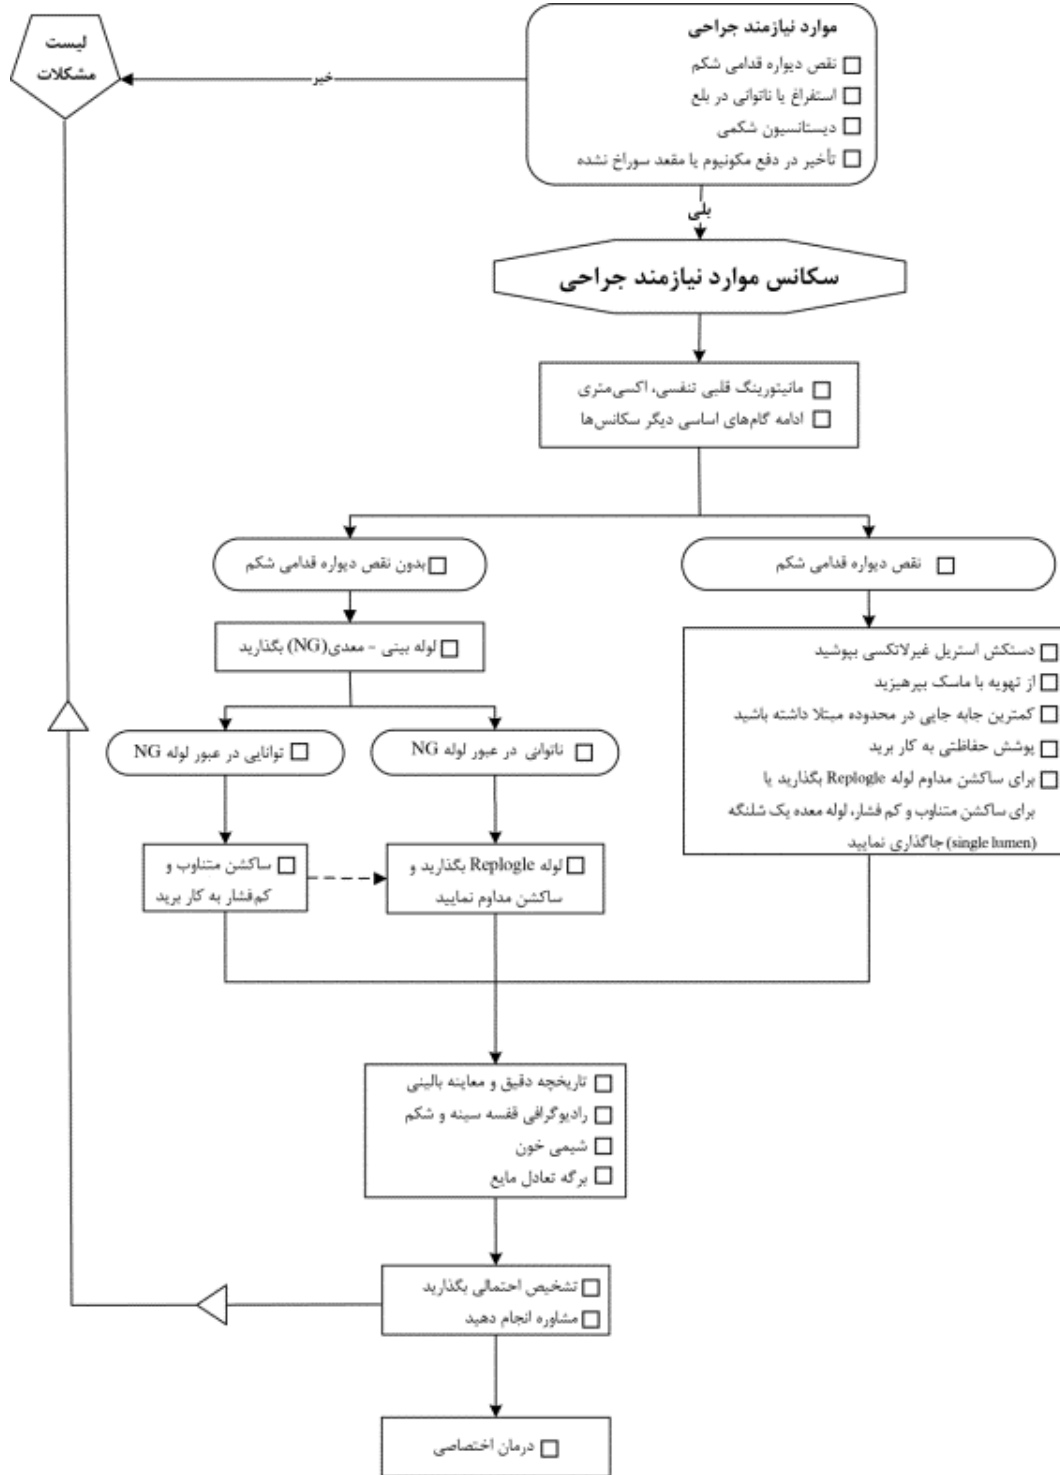 موارد نیازمند جراحی
نقص دیواره قدامی شکم
استفراغ یا ناتوانی در بلع
دیستانسیون شکمی
تأخیر در دفع مکونیوم یا مقعد سوراخ نشده
لیست
مشکلات
خیر
بلی
سکانس موارد نیازمند جراحی
مانیتورینگ قلبی تنفسی، اکسی‌متری
ادامه گام‌های اساسی دیگر سکانس‌ها
نقص دیواره قدامی شکم
بدون نقص دیواره قدامی شکم
دستکش استریل غیرلاتکسی بپوشید
از تهویه با ماسک بپرهیزید
کمترین جابه جایی در محدوده مبتلا داشته باشید
پوشش حفاظتی به کار برید
برای ساکشن مداوم لوله Replogle بگذارید یا
برای ساکشن متناوب و کم فشار، لوله معده یک شلنگه
(single lumen) جاگذاری نمایید
لوله بینی - معدی(NG) بگذارید
ناتوانی در عبور لوله NG
توانایی در عبور لوله NG
لوله Replogle بگذارید و
ساکشن مداوم نمایید
ساکشن متناوب و
کم‌فشار به کار برید
تاریخچه دقیق و معاینه بالینی
رادیوگرافی قفسه سینه و شکم
شیمی خون
برگه تعادل مایع
تشخیص احتمالی بگذارید
مشاوره انجام دهید
درمان اختصاصی